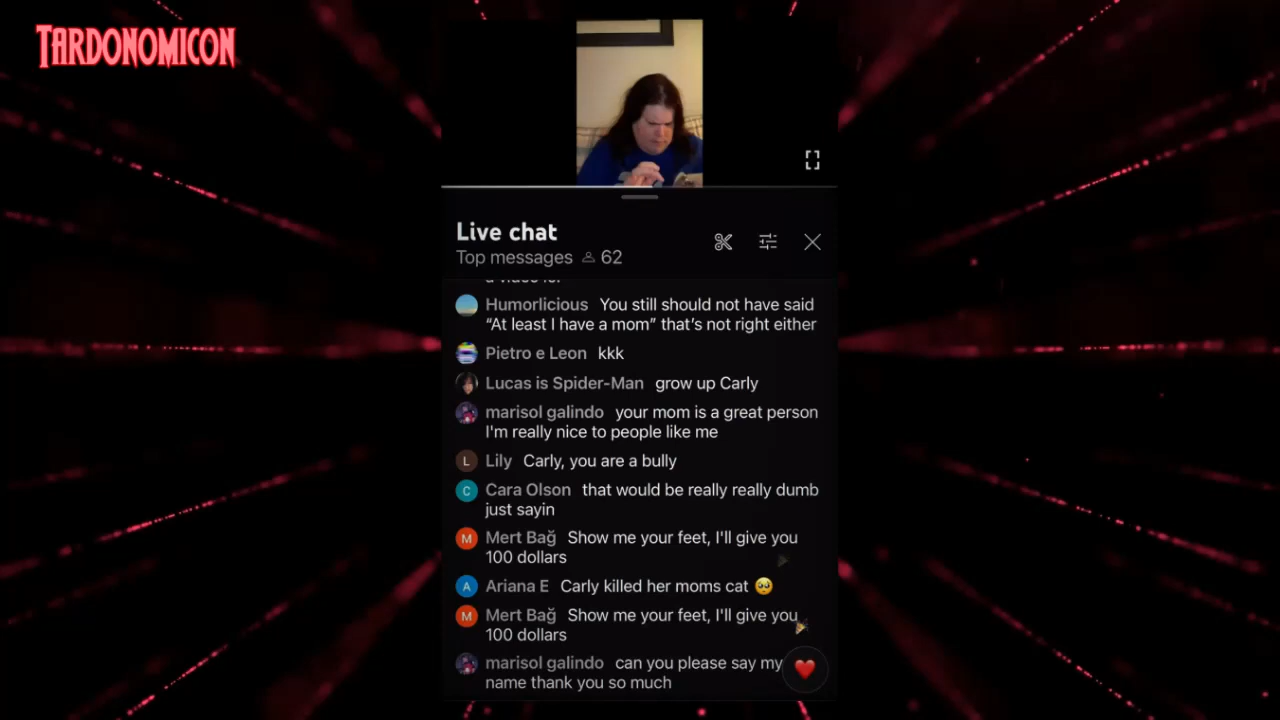 TARDONOMICON
Live chat
Top messages 62
Humorlicious You still should not have said
“At least I have a mom” that’s not right either
Pietro e Leon kkk
Lucas is Spider-Man grow up Carly
marisol galindo your mom is a great person
I'm really nice to people like me
L Lily Carly, you are a bully
C Cara Olson that would be really really dumb
just sayin
M Mert Bağ Show me your feet, I'll give you
100 dollars
A Ariana E Carly killed her moms cat 🥺
M Mert Bağ Show me your feet, I'll give you
100 dollars
marisol galindo can you please say my
name thank you so much